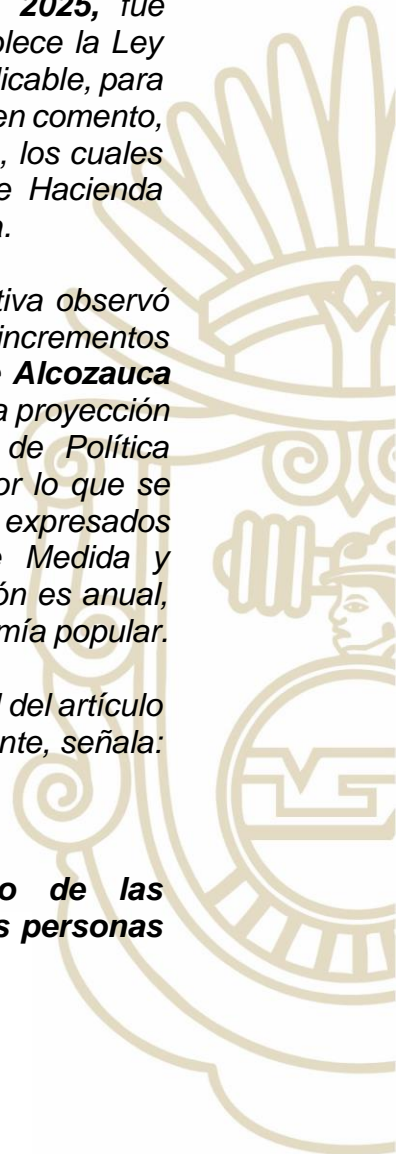 2025, fue
blece la Ley
licable, para
en comento,
, los cuales
e Hacienda
a.
tiva observó
incrementos
e Alcozauca
a proyección
de Política
or lo que se
expresados
e Medida y
ón es anual,
mía popular.
l del artículo
nte, señala:
o de las
s personas